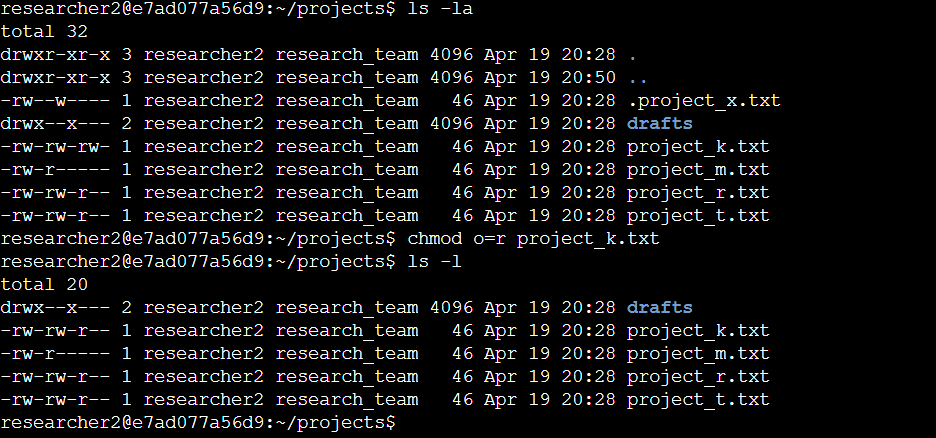 researcher2@e7ad077a56d9:~/projects$ ls -la
total 32
drwxr-xr-x 3 researcher2 research_team 4096 Apr 19 20:28 .
drwxr-xr-x 3 researcher2 research_team 4096 Apr 19 20:50 ..
-rw--w---- 1 researcher2 research_team   46 Apr 19 20:28 .project_x.txt
drwx--x--- 2 researcher2 research_team 4096 Apr 19 20:28 drafts
-rw-rw-rw- 1 researcher2 research_team   46 Apr 19 20:28 project_k.txt
-rw-r----- 1 researcher2 research_team   46 Apr 19 20:28 project_m.txt
-rw-rw-r-- 1 researcher2 research_team   46 Apr 19 20:28 project_r.txt
-rw-rw-r-- 1 researcher2 research_team   46 Apr 19 20:28 project_t.txt
researcher2@e7ad077a56d9:~/projects$ chmod o=r project_k.txt
researcher2@e7ad077a56d9:~/projects$ ls -l
total 20
drwx--x--- 2 researcher2 research_team 4096 Apr 19 20:28 drafts
-rw-rw-r-- 1 researcher2 research_team   46 Apr 19 20:28 project_k.txt
-rw-r----- 1 researcher2 research_team   46 Apr 19 20:28 project_m.txt
-rw-rw-r-- 1 researcher2 research_team   46 Apr 19 20:28 project_r.txt
-rw-rw-r-- 1 researcher2 research_team   46 Apr 19 20:28 project_t.txt
researcher2@e7ad077a56d9:~/projects$